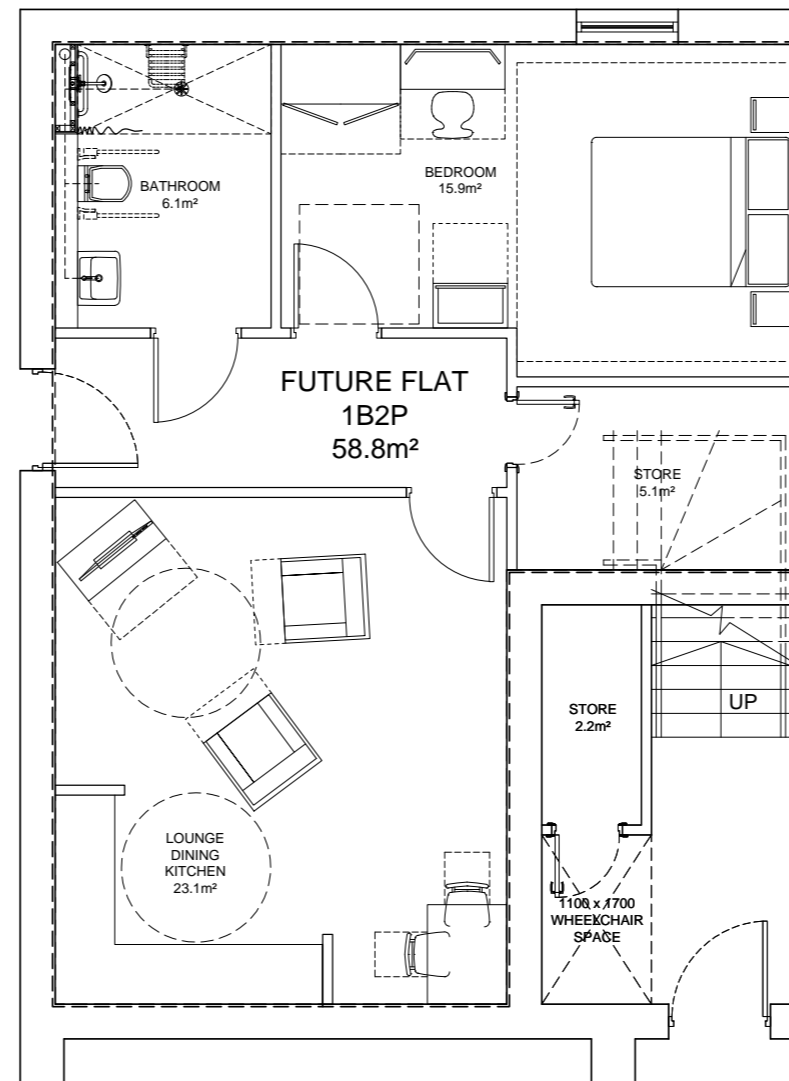 BATHROOM
6.1m²
BEDROOM
15.9m²
FUTURE FLAT
1B2P
58.8m²
STORE
5.1m²
STORE
2.2m²
UP
LOUNGE
DINING
KITCHEN
23.1m²
1100 x 1700
WHEELCHAIR
SPACE